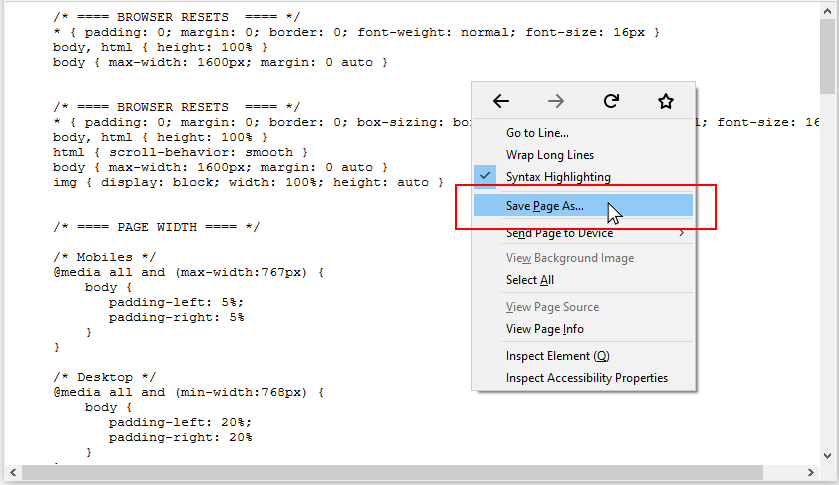 /* ==== BROWSER RESETS  ==== */
* { padding: 0; margin: 0; border: 0; font-weight: normal; font-size: 16px }
body, html { height: 100% }
body { max-width: 1600px; margin: 0 auto }
/* ==== BROWSER RESETS  ==== */
* { padding: 0; margin: 0; border: 0; box-sizing: bo l; font-size: 16
body, html { height: 100% }
html { scroll-behavior: smooth }
body { max-width: 1600px; margin: 0 auto }
img { display: block; width: 100%; height: auto }
/* ==== PAGE WIDTH ==== */
/* Mobiles */
@media all and (max-width:767px) {
body {
padding-left: 5%;
padding-right: 5%
}
}
/* Desktop */
@media all and (min-width:768px) {
body {
padding-left: 20%;
padding-right: 20%
}
Go to Line...
Wrap Long Lines
Syntax Highlighting
Save Page As...
Send Page to Device
View Background Image
Select All
View Page Source
View Page Info
Inspect Element (Q)
Inspect Accessibility Properties